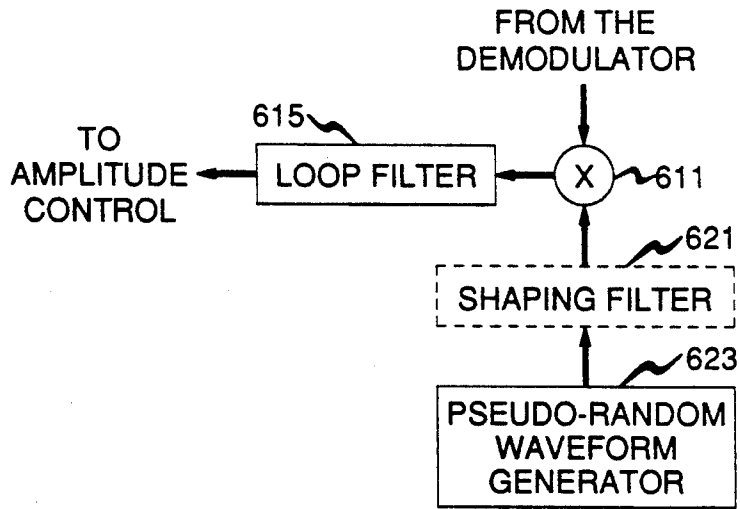 FROM THE
DEMODULATOR
615
TO
AMPLITUDE
CONTROL
LOOP FILTER
X
611
621
SHAPING FILTER
623
PSEUDO-RANDOM
WAVEFORM
GENERATOR